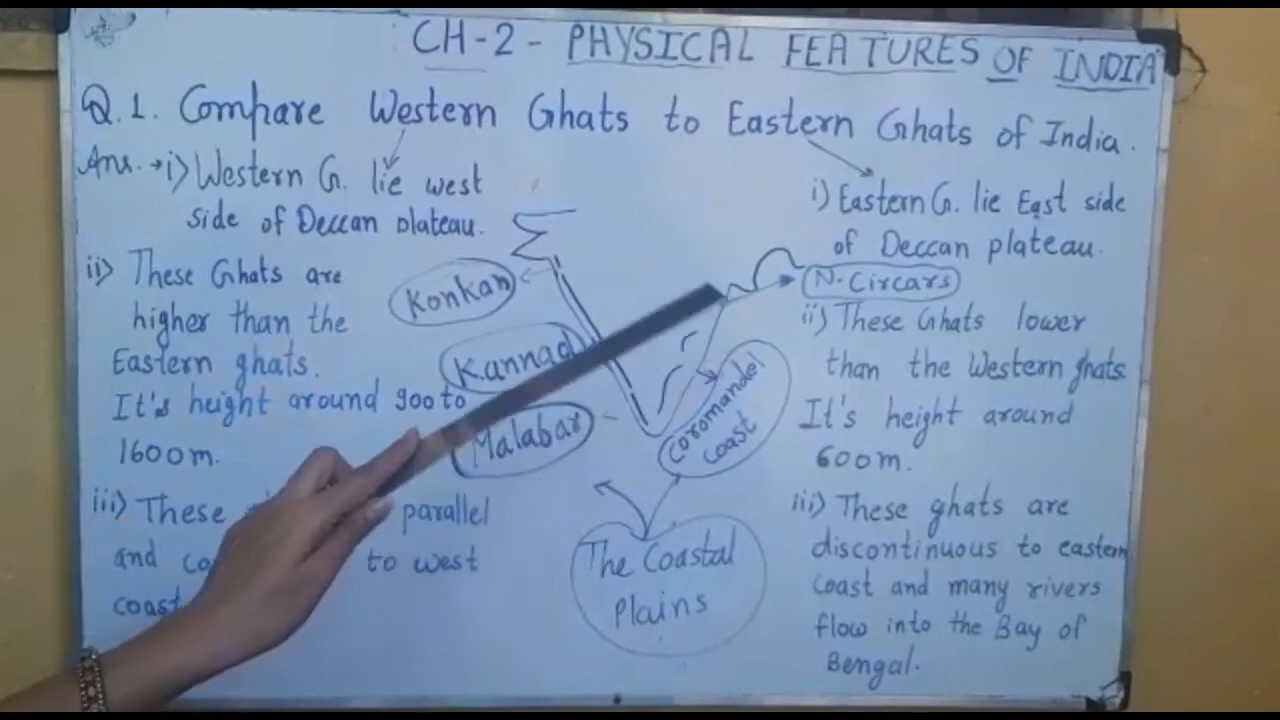 CH-2 - PHYSICAL FEATURES OF INDIA
Q.1. Compare Western Ghats to Eastern Ghats of India.
Ans. → i) Western G. lie west
side of Deccan plateau.
ii) These Ghats are
higher than the
Eastern ghats.
It's height around 900 to
1600m.
iii) These parallel
and to west
coast
Konkan
Kannad
Malabar
Coromandel
coast
The Coastal
Plains
i) Eastern G. lie East side
of Deccan plateau.
N. Circars
ii) These Ghats lower
than the Western ghats
It's height around
600m.
iii) These ghats are
discontinuous to eastern
coast and many rivers
flow into the Bay of
Bengal.